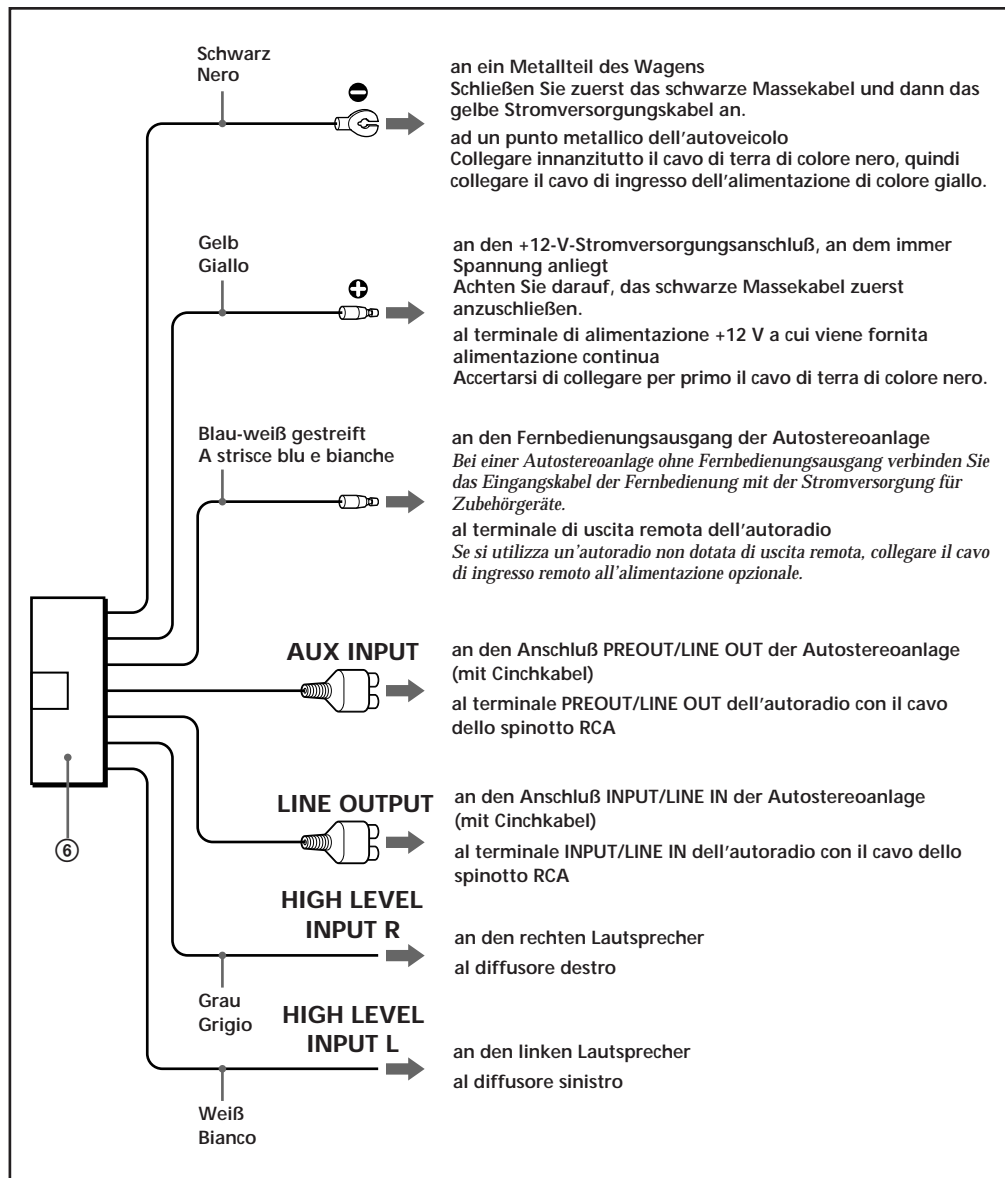 Schwarz
Nero
an ein Metallteil des Wagens
Schließen Sie zuerst das schwarze Massekabel und dann das
gelbe Stromversorgungskabel an.
ad un punto metallico dell'autoveicolo
Collegare innanzitutto il cavo di terra di colore nero, quindi
collegare il cavo di ingresso dell'alimentazione di colore giallo.
Gelb
Giallo
an den +12-V-Stromversorgungsanschluß, an dem immer
Spannung anliegt
Achten Sie darauf, das schwarze Massekabel zuerst
anzuschließen.
al terminale di alimentazione +12 V a cui viene fornita
alimentazione continua
Accertarsi di collegare per primo il cavo di terra di colore nero.
Blau-weiß gestreift
A strisce blu e bianche
an den Fernbedienungsausgang der Autostereoanlage
Bei einer Autostereoanlage ohne Fernbedienungsausgang verbinden Sie
das Eingangskabel der Fernbedienung mit der Stromversorgung für
Zubehörgeräte.
al terminale di uscita remota dell'autoradio
Se si utilizza un'autoradio non dotata di uscita remota, collegare il cavo
di ingresso remoto all'alimentazione opzionale.
AUX INPUT
an den Anschluß PREOUT/LINE OUT der Autostereoanlage
(mit Cinchkabel)
al terminale PREOUT/LINE OUT dell'autoradio con il cavo
dello spinotto RCA
LINE OUTPUT
an den Anschluß INPUT/LINE IN der Autostereoanlage
(mit Cinchkabel)
al terminale INPUT/LINE IN dell'autoradio con il cavo dello
spinotto RCA
6
HIGH LEVEL
INPUT R
an den rechten Lautsprecher
al diffusore destro
Grau
Grigio
HIGH LEVEL
INPUT L
an den linken Lautsprecher
al diffusore sinistro
Weiß
Bianco